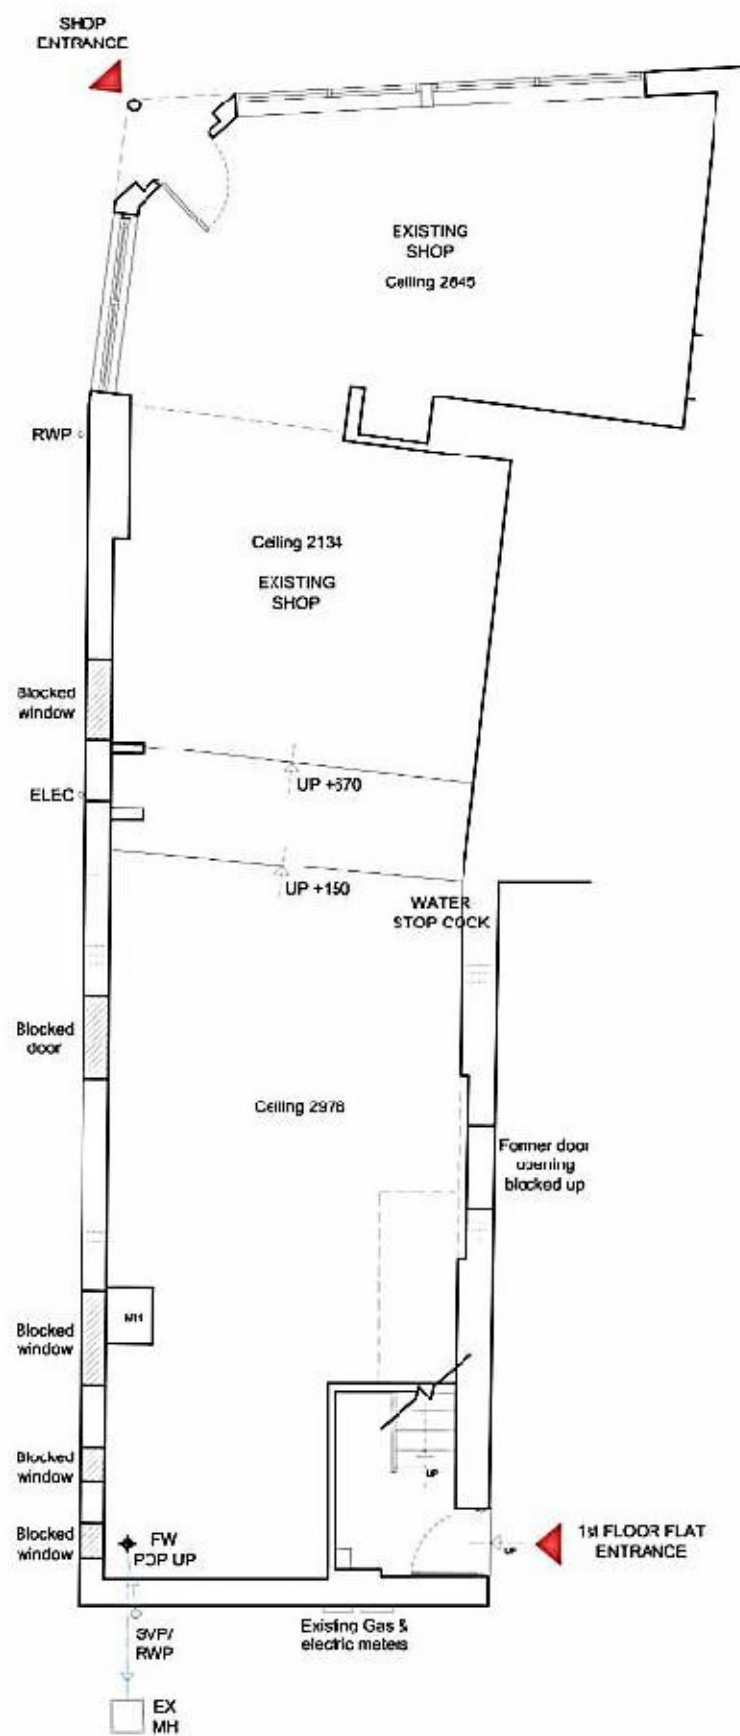 SHOP
ENTRANCE
EXISTING
SHOP
Ceiling 2645
RWP
Ceiling 2134
EXISTING
SHOP
Blocked
window
ELEC
UP +670
UP +150
WATER
STOP COCK
Blocked
door
Ceiling 2978
Former door
opening
blocked up
MH
Blocked
window
Blocked
window
UP
Blocked
window
FW
POP UP
UP
1st FLOOR FLAT
ENTRANCE
SVP/
RWP
Existing Gas &
electric meters
EX
MH